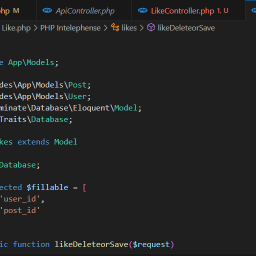 php M ApiController.php LikeController.php 1, U
Like.php > PHP Intelephense > likes > likeDeleteorSave
e App\Models;
des\App\Models\Post;
des\App\Models\User;
minate\Database\Eloquent\Model;
Traits\Database;
kes extends Model
Database;
ected $fillable = [
'user_id',
'post_id'
ic function likeDeleteorSave($request)